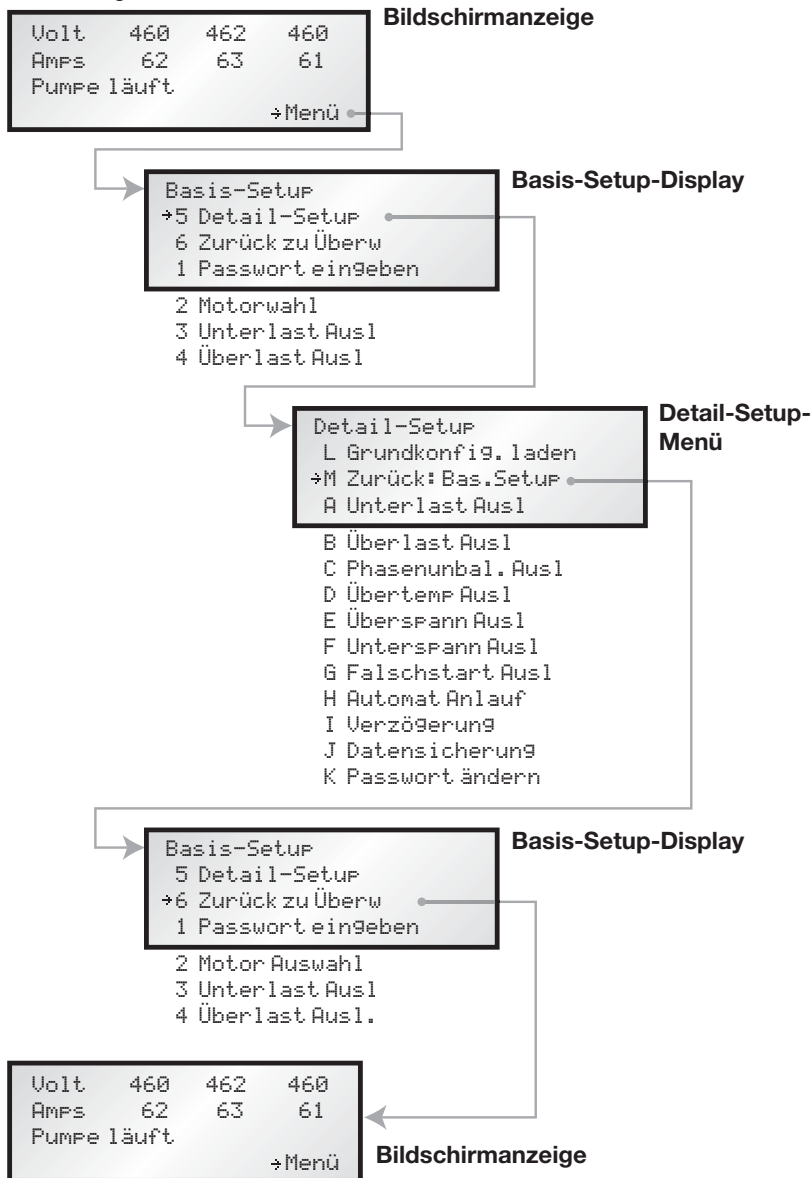 Bildschirmanzeige
Volt 460 462 460
Amps 62 63 61
Pumpe läuft
→Menü
Basis-Setup-Display
Basis-Setup
→5 Detail-Setup
6 Zurück zu Überw
1 Passwort eingeben
2 Motorwahl
3 Unterlast Ausl
4 Überlast Ausl
Detail-Setup-
Menü
Detail-Setup
L Grundkonfig. laden
→M Zurück: Bas.Setup
A Unterlast Ausl
B Überlast Ausl
C Phasenunbal. Ausl
D Übertemp Ausl
E Überspann Ausl
F Unterspann Ausl
G Falschstart Ausl
H Automat Anlauf
I Verzögerung
J Datensicherung
K Passwort ändern
Basis-Setup-Display
Basis-Setup
5 Detail-Setup
→6 Zurück zu Überw
1 Passwort eingeben
2 Motor Auswahl
3 Unterlast Ausl
4 Überlast Ausl.
Volt 460 462 460
Amps 62 63 61
Pumpe läuft
→Menü
Bildschirmanzeige